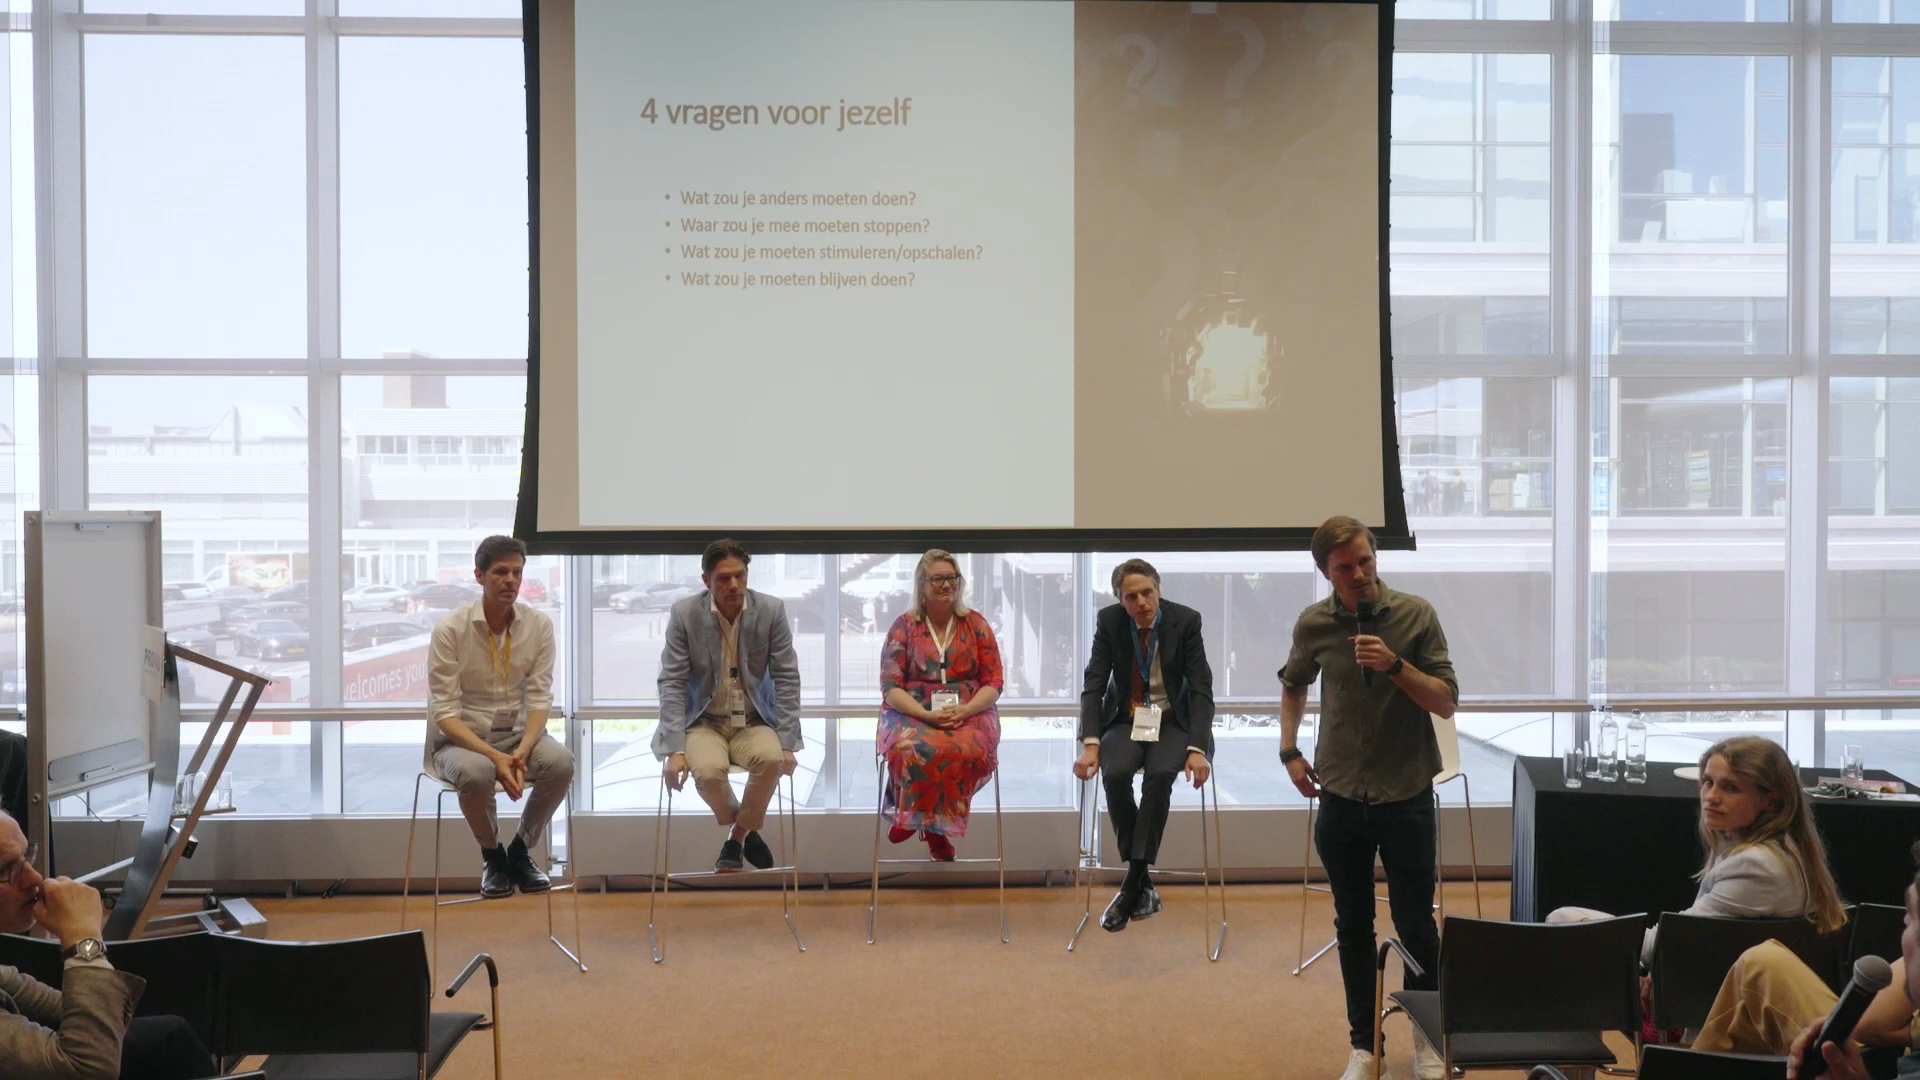 4 vragen voor jezelf
• Wat zou je anders moeten doen?
• Waar zou je mee moeten stoppen?
• Wat zou je moeten stimuleren/opschalen?
• Wat zou je moeten blijven doen?
welcomes you